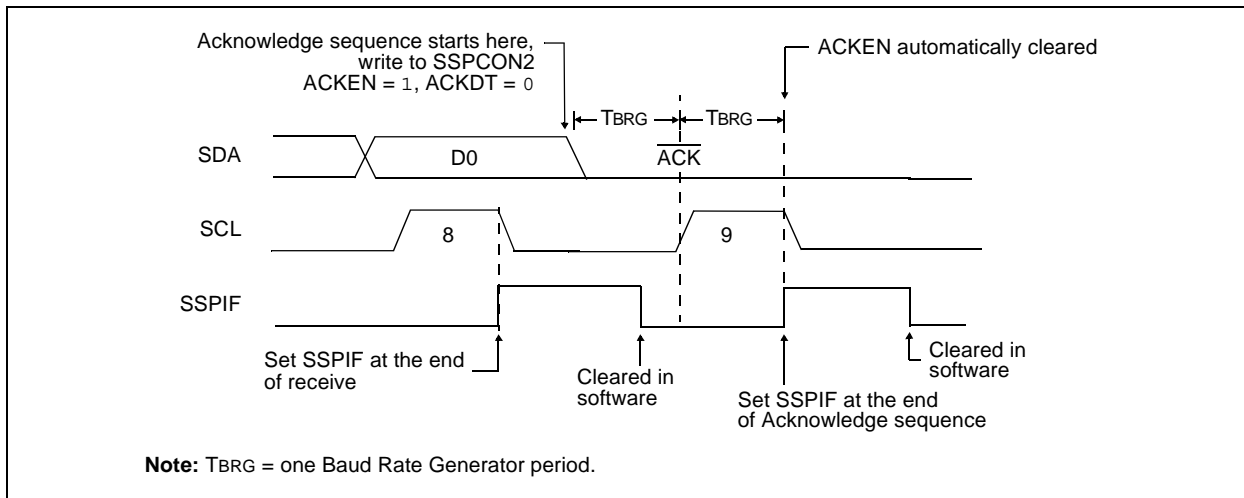 Acknowledge sequence starts here,
write to SSPCON2
ACKEN = 1, ACKDT = 0
ACKEN automatically cleared
TBRG
TBRG
SDA
D0
ACK
SCL
8
9
SSPIF
Set SSPIF at the end
of receive
Cleared in
software
Set SSPIF at the end
of Acknowledge sequence
Cleared in
software
Note: TBRG = one Baud Rate Generator period.